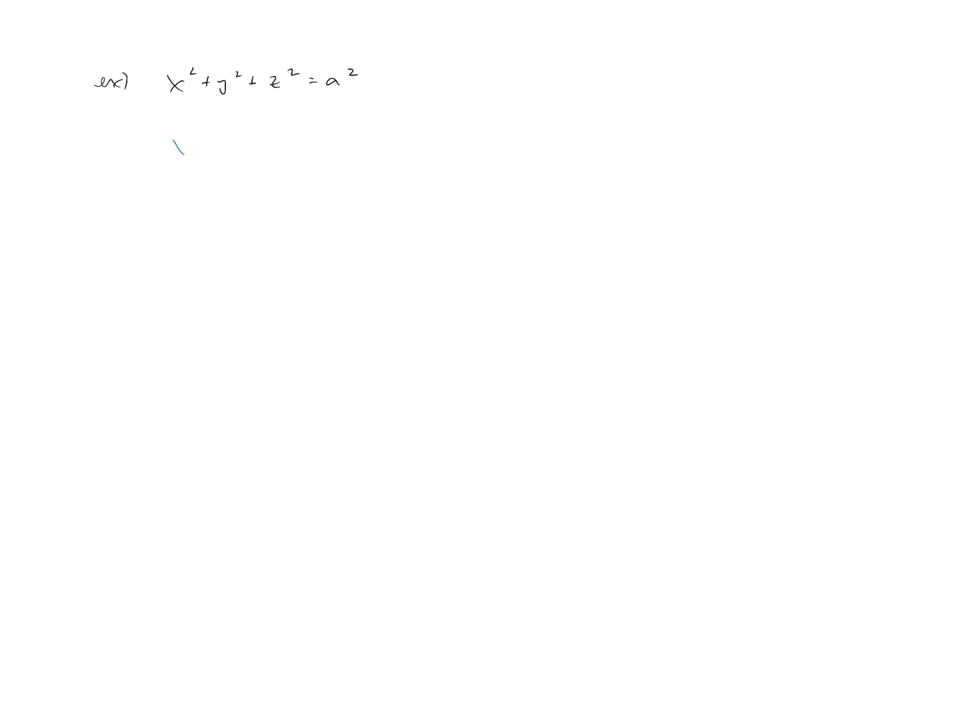 ex) x² + y² + z² = a²